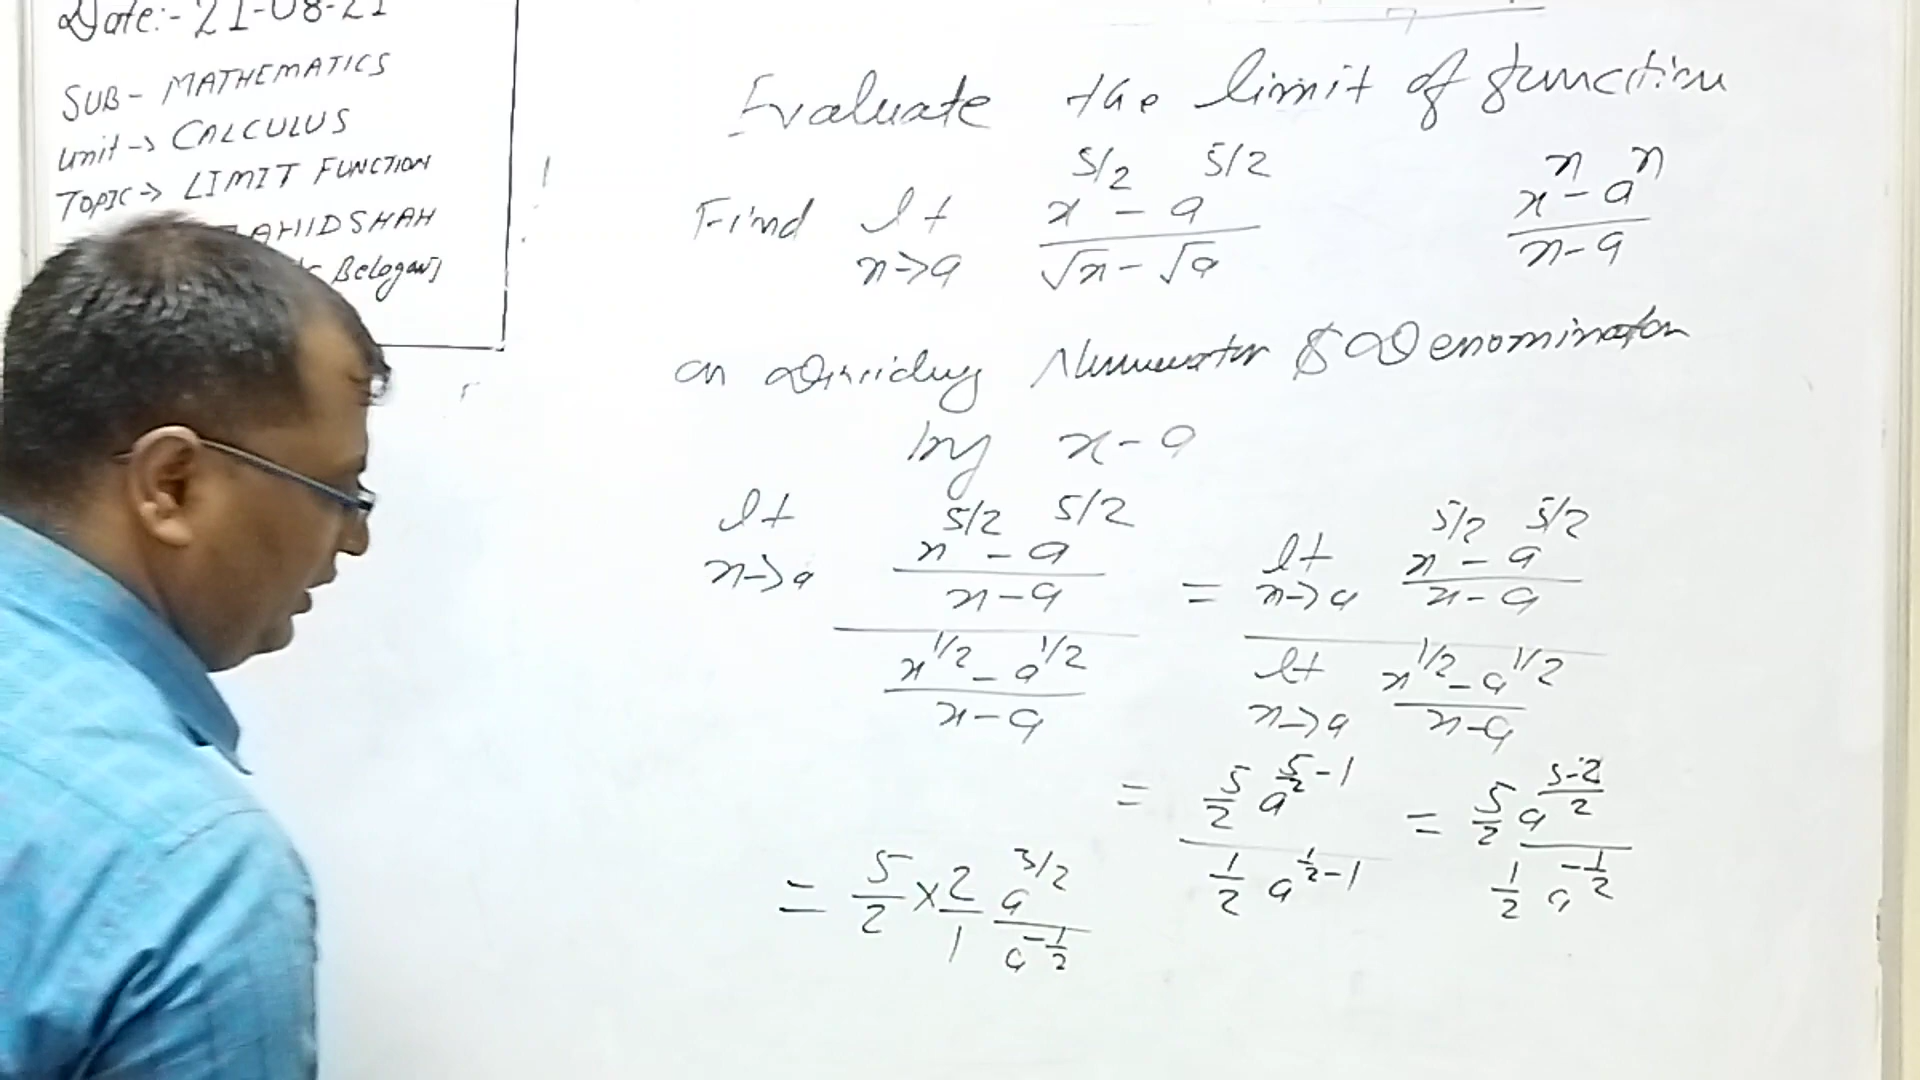 Date:- 21-08-21
SUB- MATHEMATICS
Unit → CALCULUS
TOPIC → LIMIT FUNCTION
AHIDSHAH
Beloganj
Evaluate the limit of function
Find lt x→a (x^5/2 - a^5/2)/(√x - √a)
(x^n - a^n)/(x-a)
on Dividing Numerator & Denominator
by x-a
lt x→a ((x^5/2 - a^5/2)/(x-a))/((x^1/2 - a^1/2)/(x-a)) = (lt x→a (x^5/2 - a^5/2)/(x-a))/(lt x→a (x^1/2 - a^1/2)/(x-a))
= (5/2 a^(5/2 - 1))/(1/2 a^(1/2 - 1)) = (5/2 a^((5-2)/2))/(1/2 a^(-1/2))
= 5/2 × 2/1 a^(3/2)/a^(-1/2)